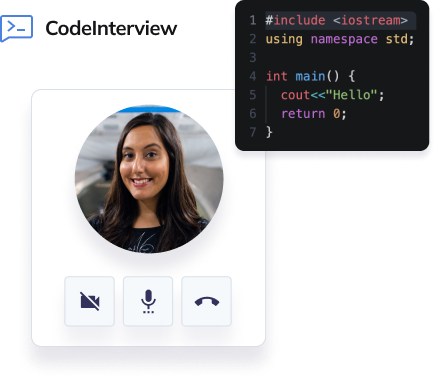 CodeInterview
1 #include <iostream>
2 using namespace std;
3
4 int main() {
5 cout<<"Hello";
6 return 0;
7 }